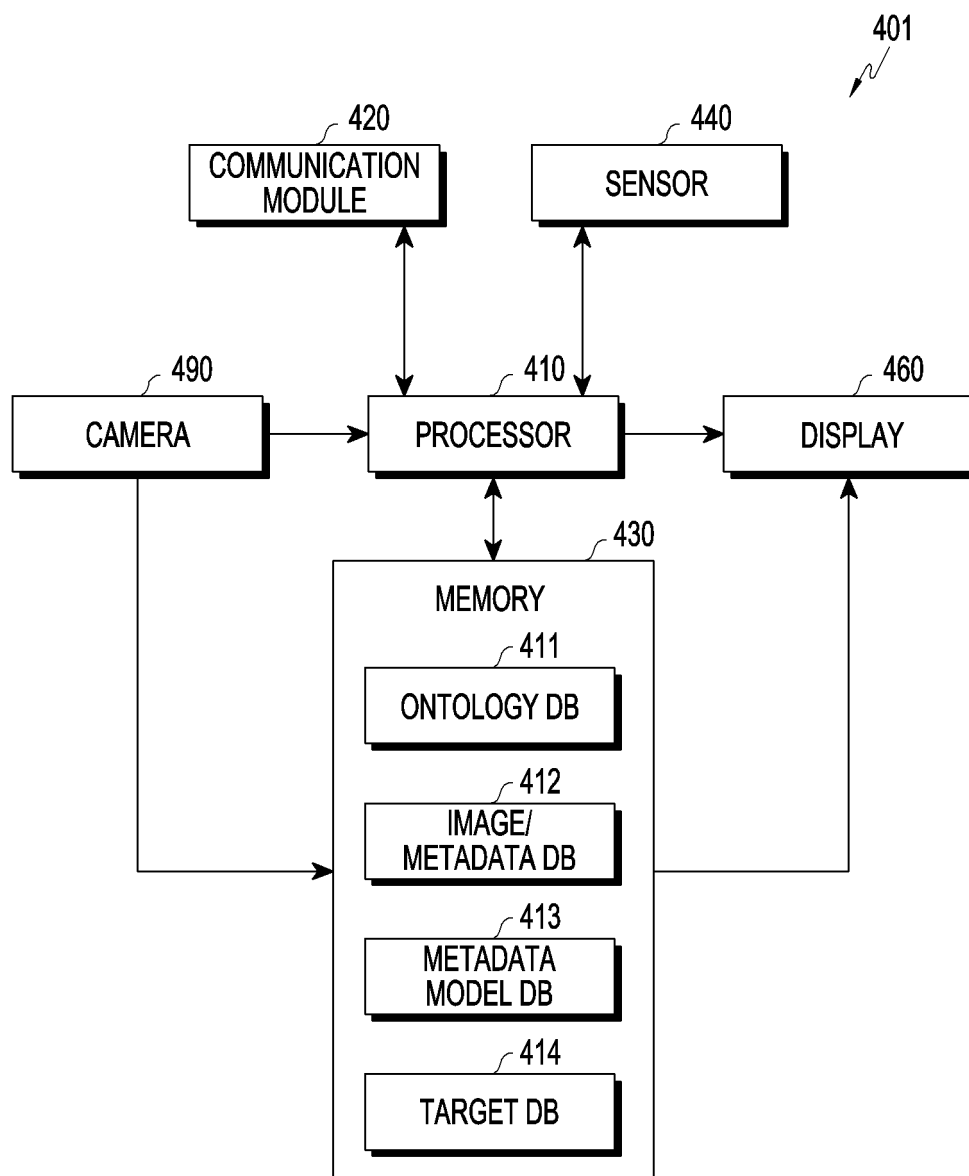 401
420
440
COMMUNICATION
MODULE
SENSOR
490
410
460
CAMERA
PROCESSOR
DISPLAY
430
MEMORY
411
ONTOLOGY DB
412
IMAGE/
METADATA DB
413
METADATA
MODEL DB
414
TARGET DB